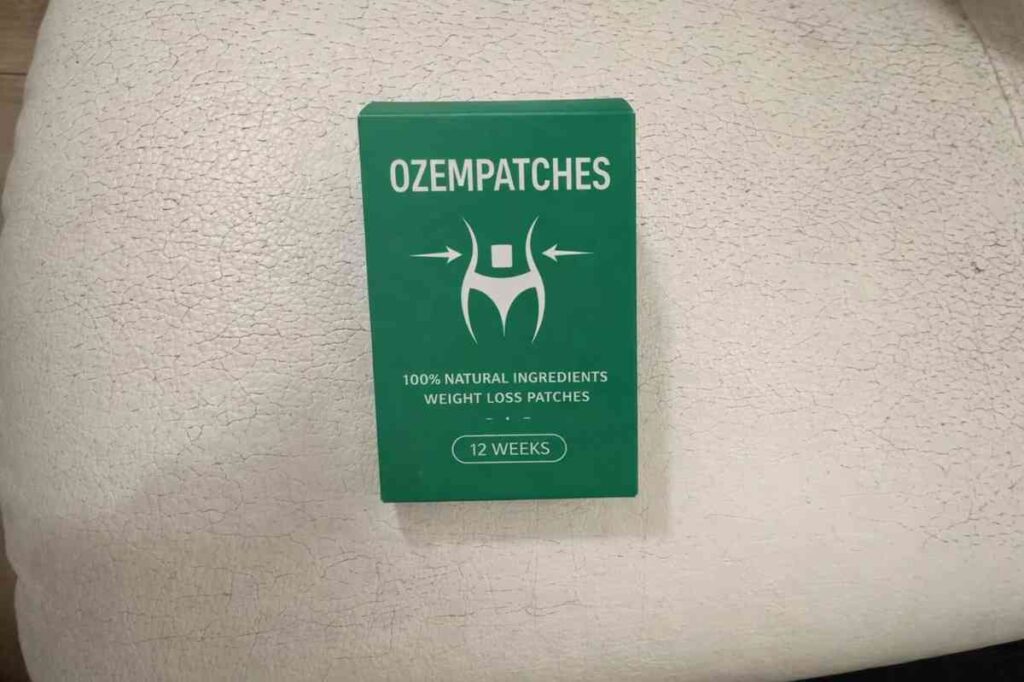 OZEMPATCHES
100% NATURAL INGREDIENTS
WEIGHT LOSS PATCHES
12 WEEKS